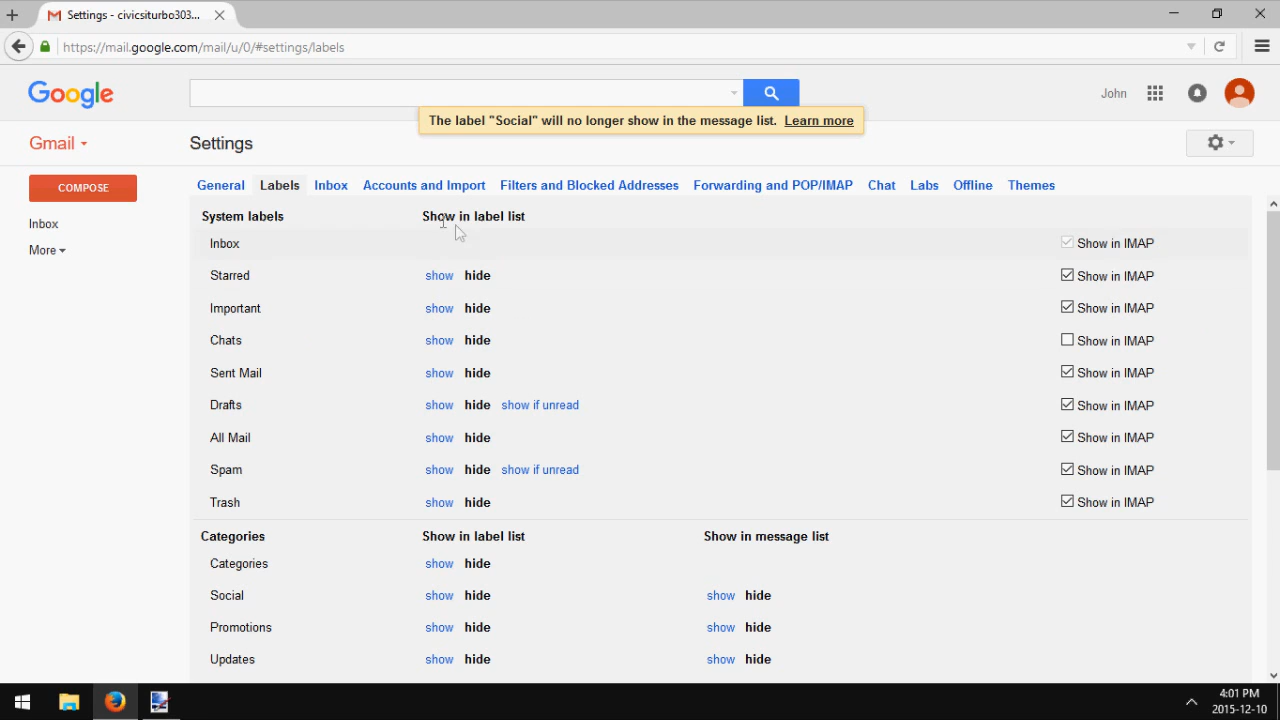 Settings - civicsiturbo303...
https://mail.google.com/mail/u/0/#settings/labels
Google
John
The label "Social" will no longer show in the message list. Learn more
Gmail
Settings
COMPOSE
Inbox
More
General Labels Inbox Accounts and Import Filters and Blocked Addresses Forwarding and POP/IMAP Chat Labs Offline Themes
System labels Show in label list
Inbox Show in IMAP
Starred show hide Show in IMAP
Important show hide Show in IMAP
Chats show hide Show in IMAP
Sent Mail show hide Show in IMAP
Drafts show hide show if unread Show in IMAP
All Mail show hide Show in IMAP
Spam show hide show if unread Show in IMAP
Trash show hide Show in IMAP
Categories Show in label list Show in message list
Categories show hide
Social show hide show hide
Promotions show hide show hide
Updates show hide show hide
4:01 PM
2015-12-10